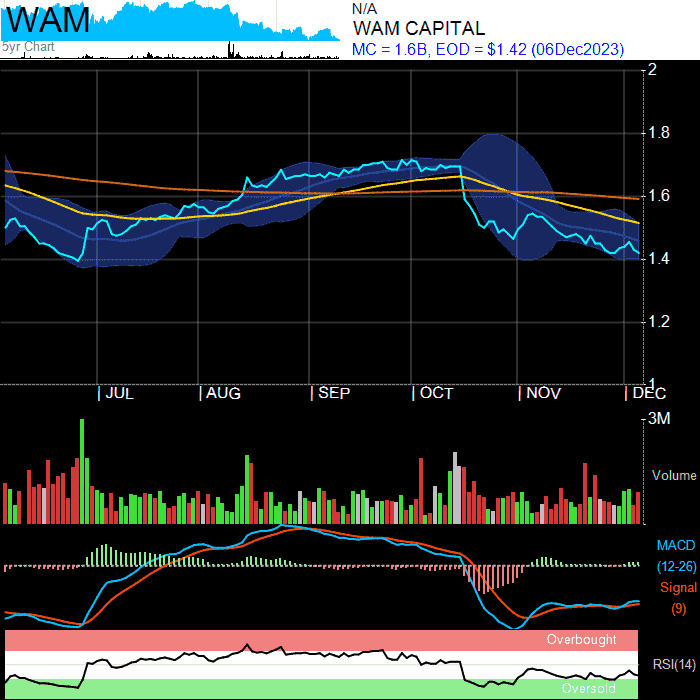 WAM
5yr Chart
N/A
WAM CAPITAL
MC = 1.6B, EOD = $1.42 (06Dec2023)
2
1.8
1.6
1.4
1.2
1
| JUL | AUG | SEP | OCT | NOV | DEC
3M
Volume
MACD
(12-26)
Signal
(9)
Overbought
RSI(14)
Oversold